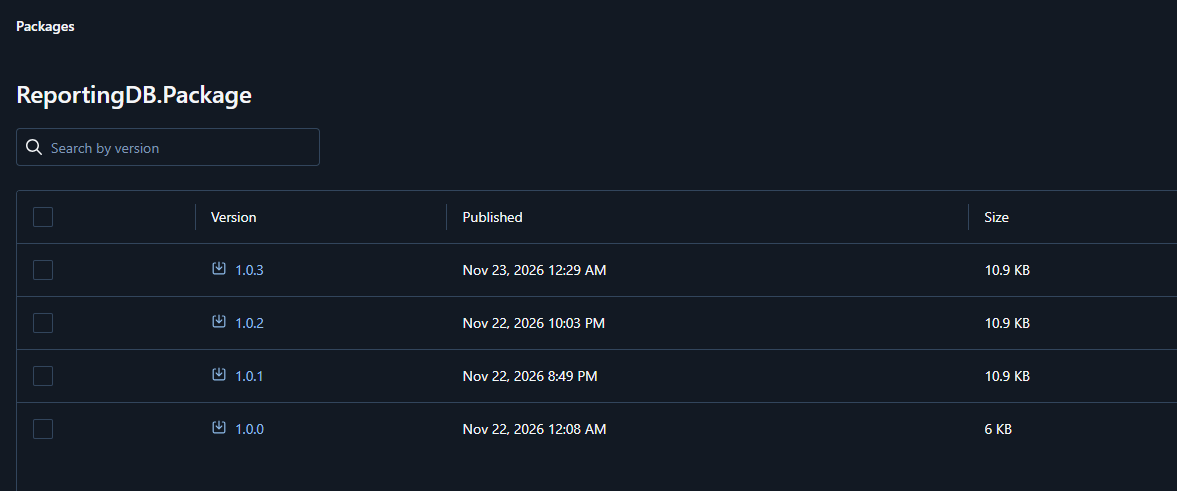 Packages
ReportingDB.Package
Search by version
Version Published Size
1.0.3 Nov 23, 2026 12:29 AM 10.9 KB
1.0.2 Nov 22, 2026 10:03 PM 10.9 KB
1.0.1 Nov 22, 2026 8:49 PM 10.9 KB
1.0.0 Nov 22, 2026 12:08 AM 6 KB